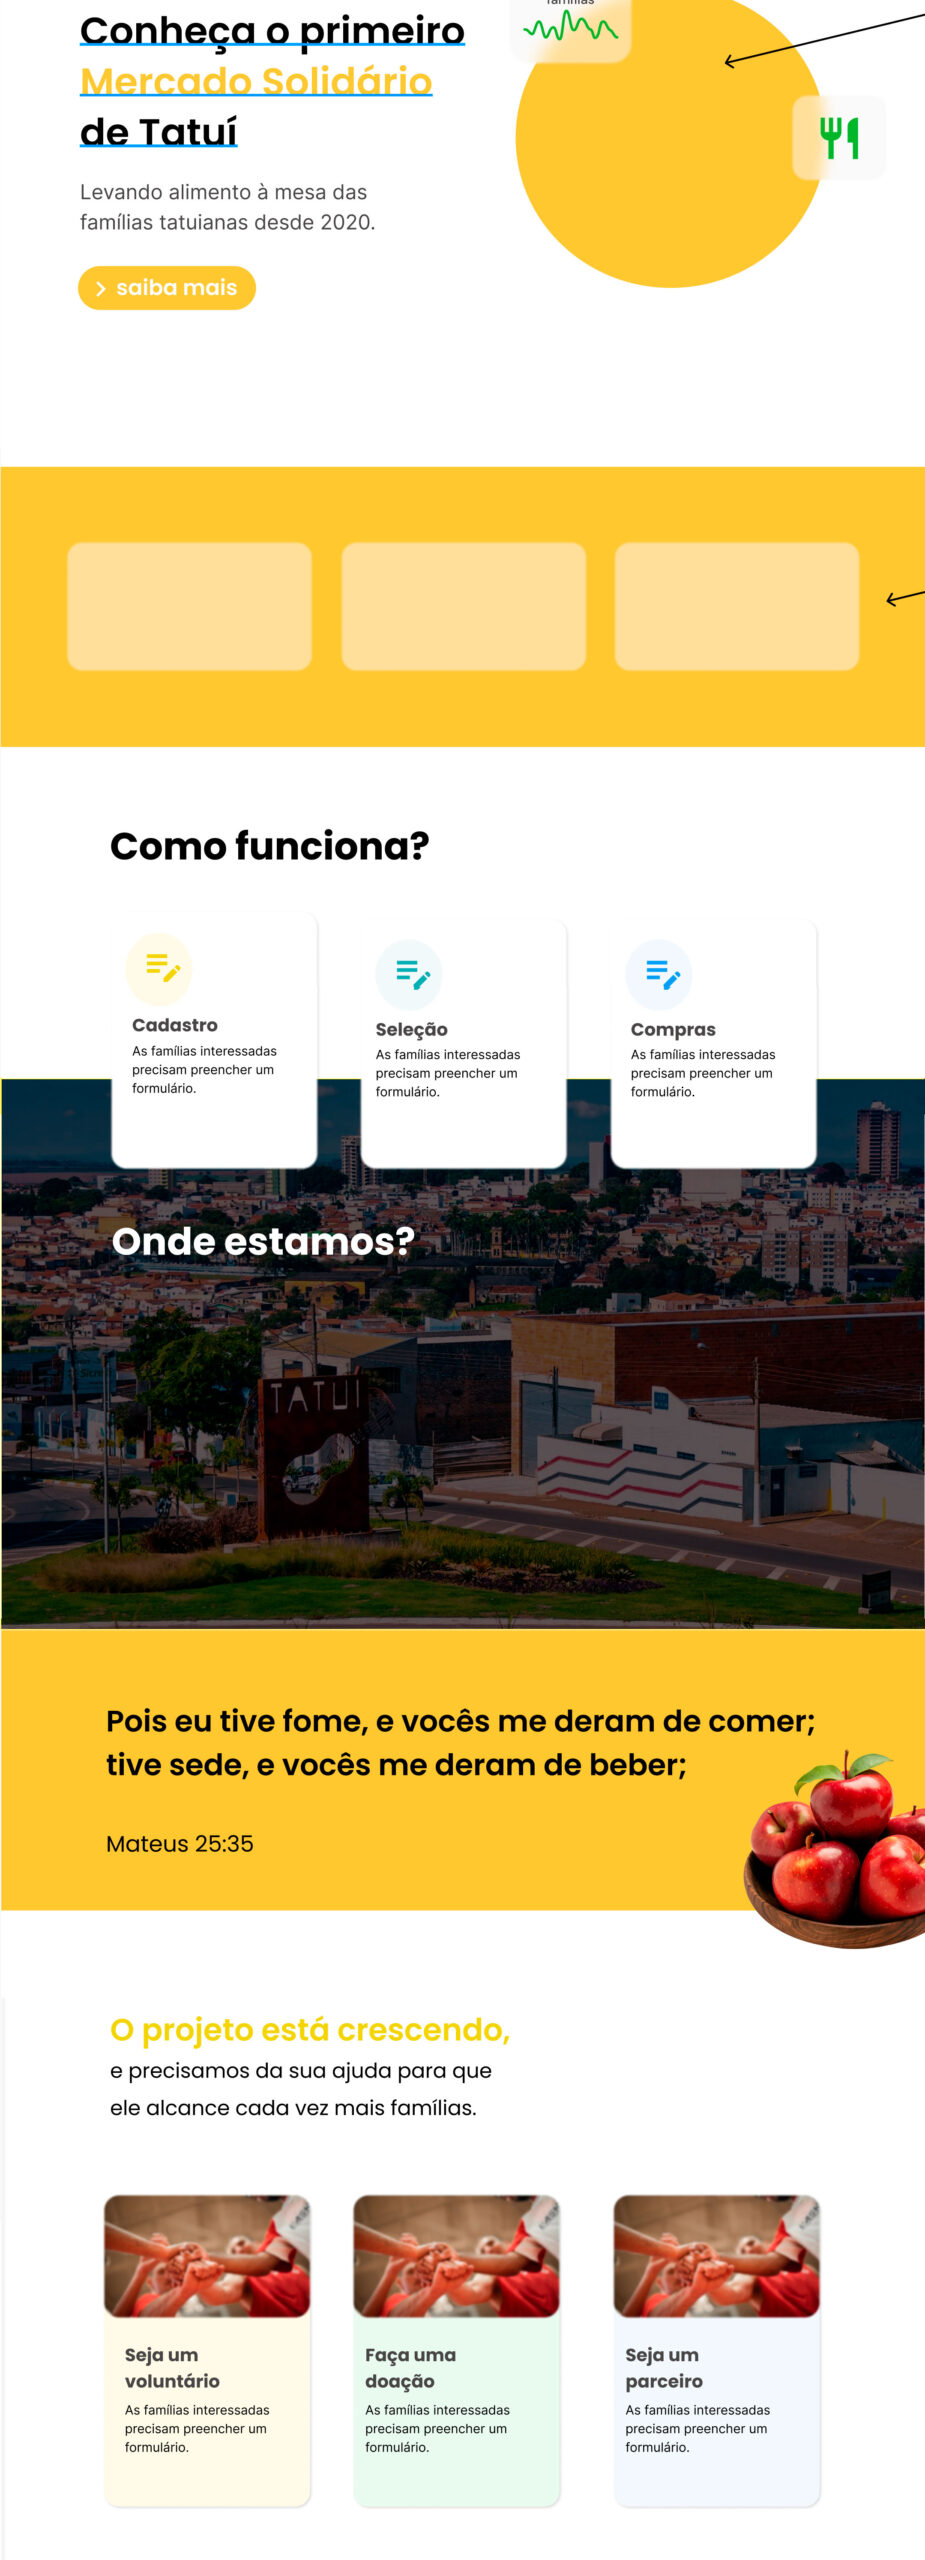 famílias
Conheça o primeiro
Mercado Solidário
de Tatuí
Levando alimento à mesa das
famílias tatuianas desde 2020.
saiba mais
Como funciona?
Cadastro
As famílias interessadas
precisam preencher um
formulário.
Seleção
As famílias interessadas
precisam preencher um
formulário.
Compras
As famílias interessadas
precisam preencher um
formulário.
Onde estamos?
TATUI
Pois eu tive fome, e vocês me deram de comer;
tive sede, e vocês me deram de beber;
Mateus 25:35
O projeto está crescendo,
e precisamos da sua ajuda para que
ele alcance cada vez mais famílias.
Seja um
voluntário
As famílias interessadas
precisam preencher um
formulário.
Faça uma
doação
As famílias interessadas
precisam preencher um
formulário.
Seja um
parceiro
As famílias interessadas
precisam preencher um
formulário.